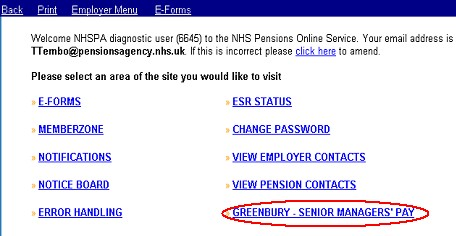 Back Print Employer Menu E-Forms
Welcome NHSPA diagnostic user (6645) to the NHS Pensions Online Service. Your email address is
TTembo@pensionsagency.nhs.uk. If this is incorrect please click here to amend.
Please select an area of the site you would like to visit
» E-FORMS » ESR STATUS
» MEMBERZONE » CHANGE PASSWORD
» NOTIFICATIONS » VIEW EMPLOYER CONTACTS
» NOTICE BOARD » VIEW PENSION CONTACTS
» ERROR HANDLING » GREENBURY - SENIOR MANAGERS' PAY